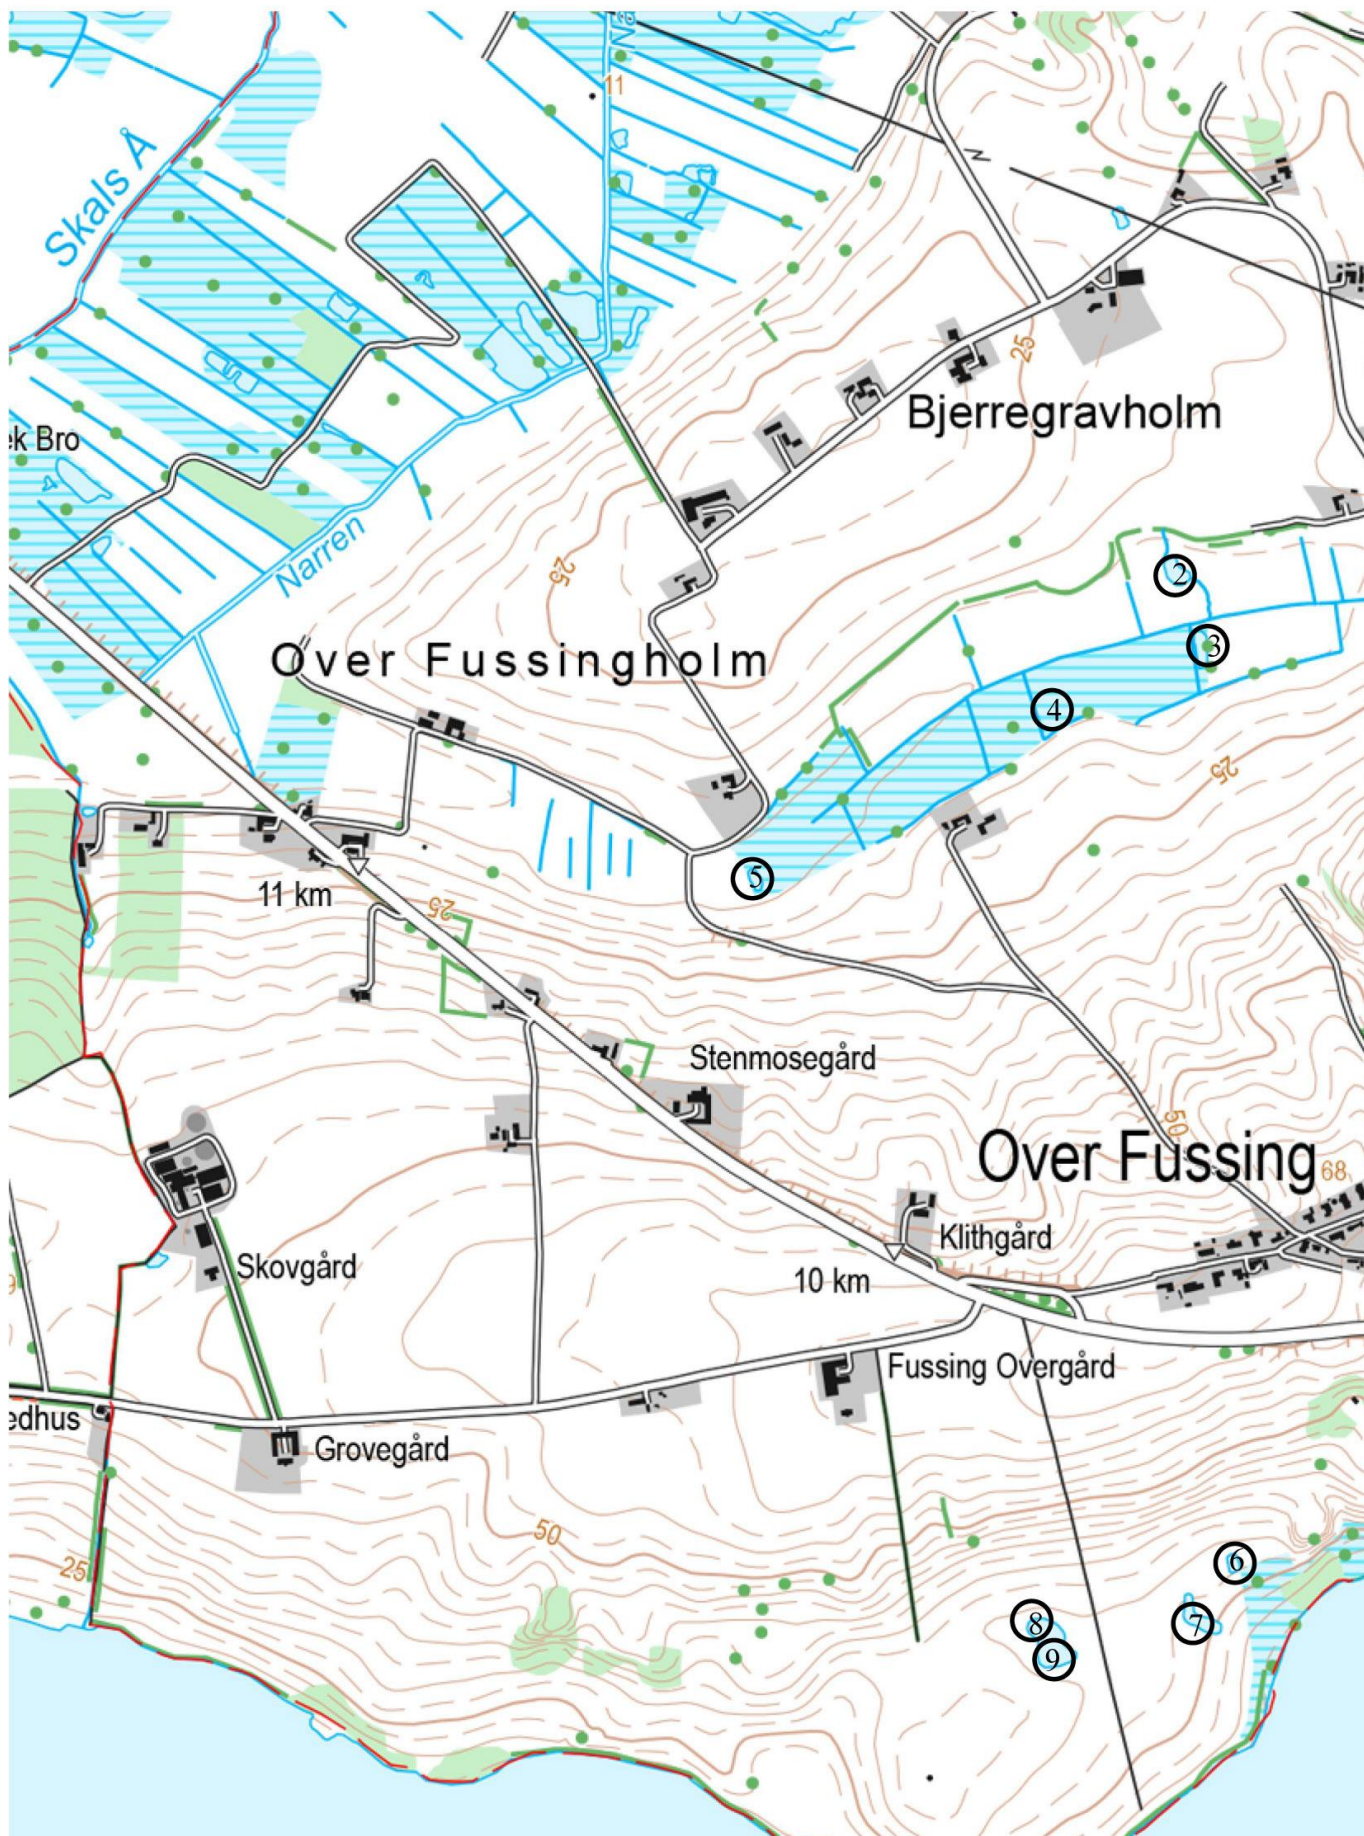 11
Skals Å
25
Bjerregravholm
ek Bro
Narren
25
2
Over Fussingholm
3
4
25
5
11 km
25
Stenmosegård
50
Over Fussing
68
Klithgård
Skovgård
10 km
Fussing Overgård
edhus
Grovegård
50
25
6
8
7
9